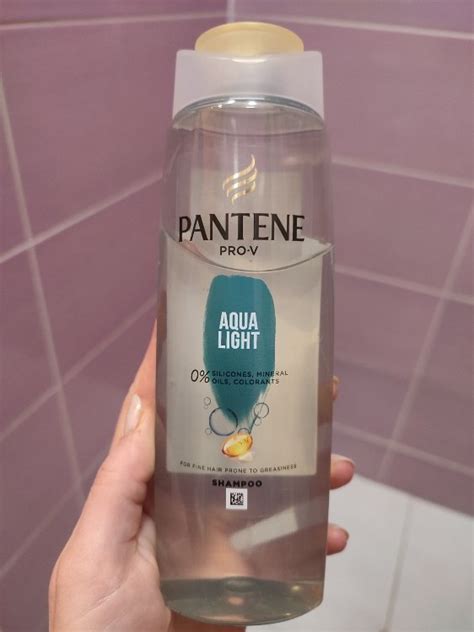 PANTENE
PRO-V
AQUA
LIGHT
0% SILICONES, MINERAL
OILS, COLORANTS
FOR FINE HAIR PRONE TO GREASINESS
SHAMPOO